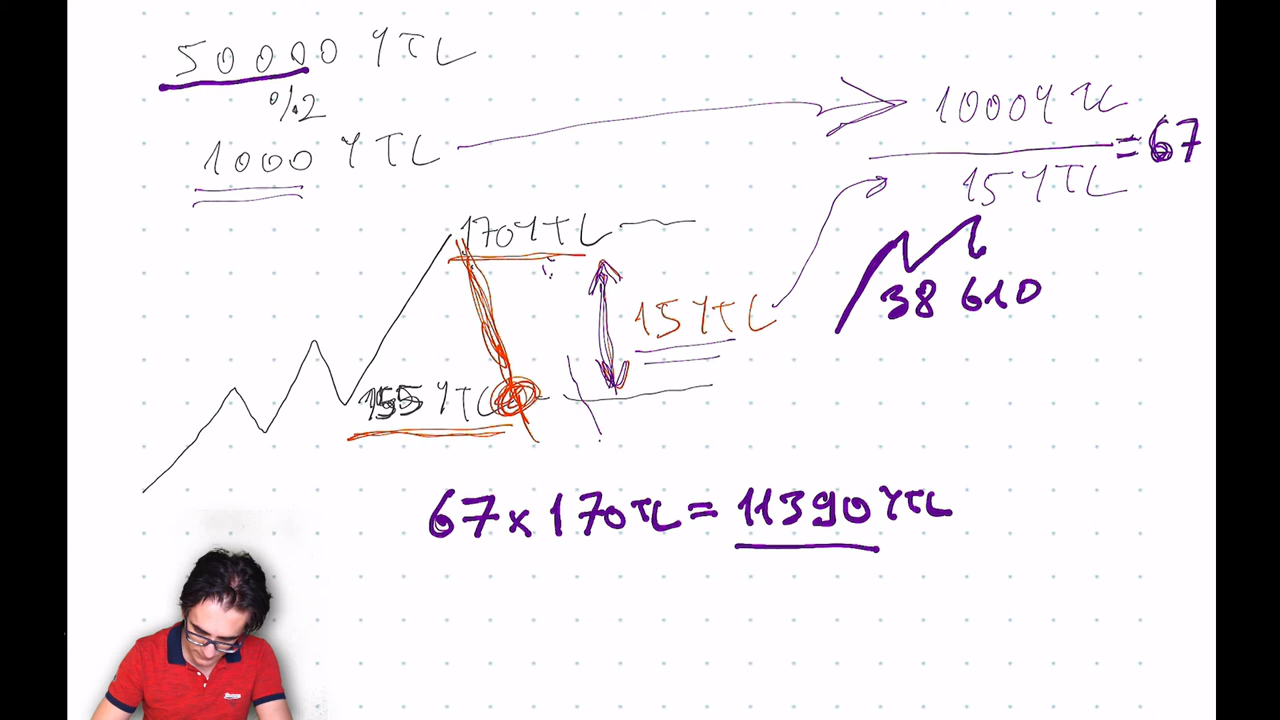 50000 YTL
%2
1000 YTL
1000 YTL
15 YTL
= 67
170 YTL
15 YTL
38 610
155 YTL
67 x 170 TL = 11390 YTL